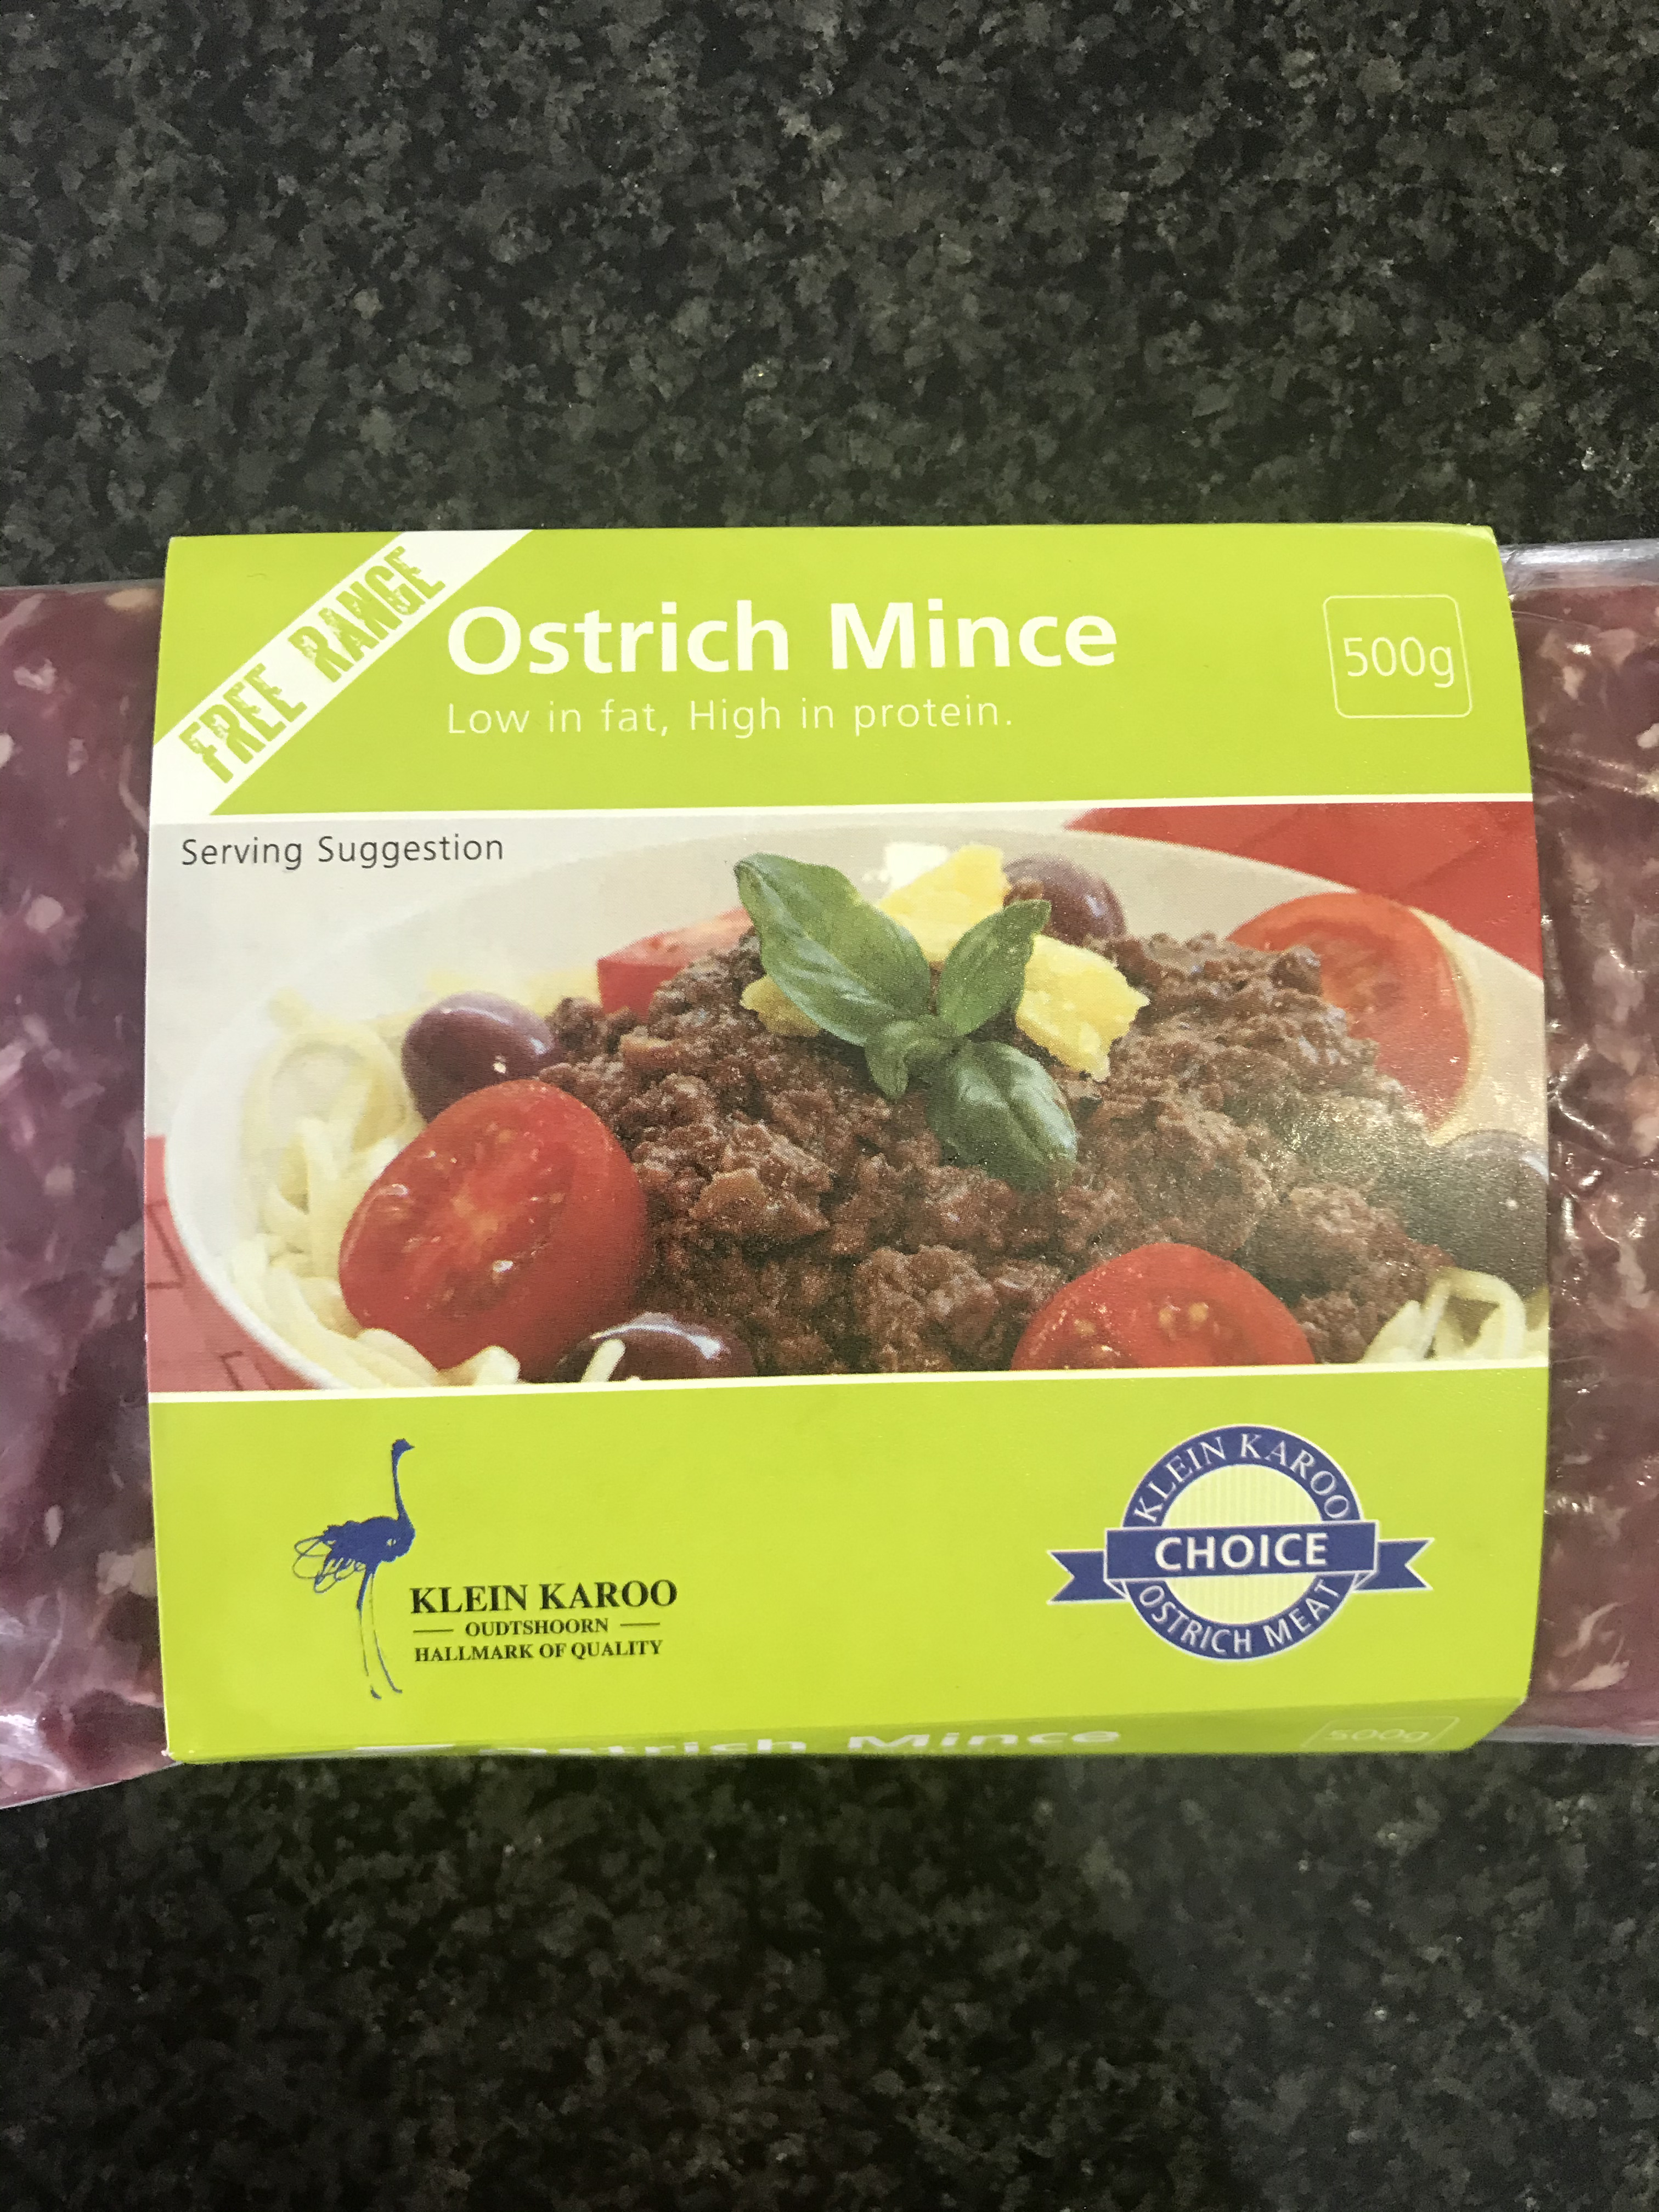 FREE RANGE
Ostrich Mince
Low in fat, High in protein.
500g
Serving Suggestion
KLEIN KAROO
OUDTSHOORN
HALLMARK OF QUALITY
KLEIN KAROO
CHOICE
OSTRICH MEAT
Ostrich Mince
500g